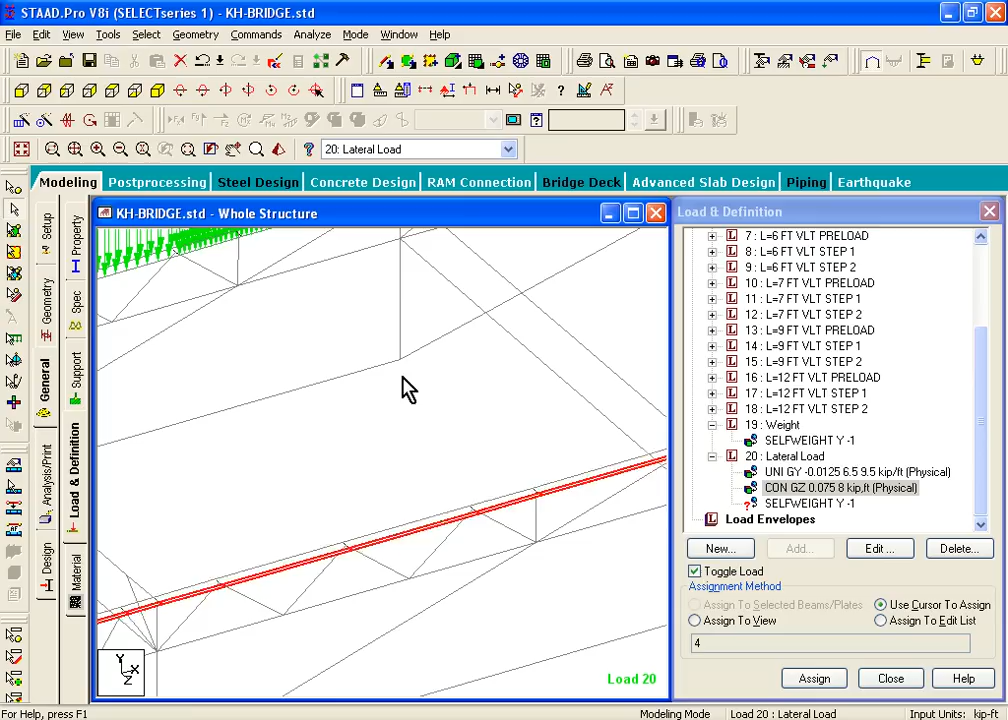 STAAD.Pro V8i (SELECTseries 1) - KH-BRIDGE.std
File Edit View Tools Select Geometry Commands Analyze Mode Window Help
20: Lateral Load
Modeling Postprocessing Steel Design Concrete Design RAM Connection Bridge Deck Advanced Slab Design Piping Earthquake
Setup
Geometry
General
Analysis/Print
Design
Property
Spec
Support
Load & Definition
Material
KH-BRIDGE.std - Whole Structure
Y
X
Z
Load 20
Load & Definition
7 : L=6 FT VLT PRELOAD
8 : L=6 FT VLT STEP 1
9 : L=6 FT VLT STEP 2
10 : L=7 FT VLT PRELOAD
11 : L=7 FT VLT STEP 1
12 : L=7 FT VLT STEP 2
13 : L=9 FT VLT PRELOAD
14 : L=9 FT VLT STEP 1
15 : L=9 FT VLT STEP 2
16 : L=12 FT VLT PRELOAD
17 : L=12 FT VLT STEP 1
18 : L=12 FT VLT STEP 2
19 : Weight
SELFWEIGHT Y -1
20 : Lateral Load
UNI GY -0.0125 6.5 9.5 kip/ft (Physical)
CON GZ 0.075 8 kip,ft (Physical)
SELFWEIGHT Y -1
Load Envelopes
New... Add... Edit ... Delete...
Toggle Load
Assignment Method
Assign To Selected Beams/Plates Use Cursor To Assign
Assign To View Assign To Edit List
4
Assign Close Help
For Help, press F1 Modeling Mode Load 20 : Lateral Load Input Units: kip-ft